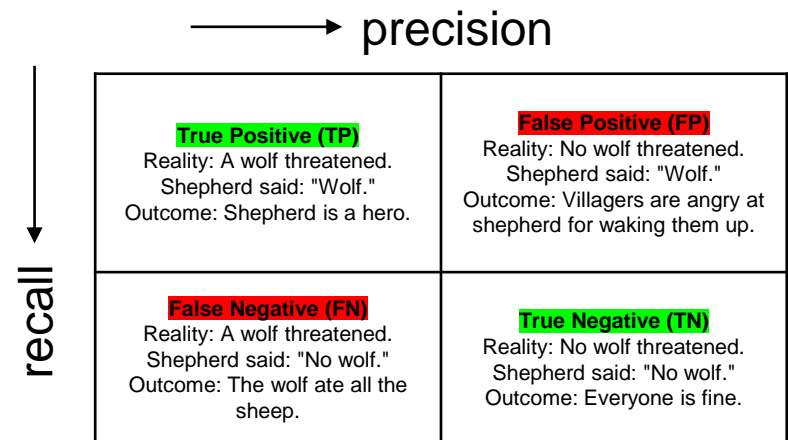 precision
recall
True Positive (TP)
Reality: A wolf threatened.
Shepherd said: "Wolf."
Outcome: Shepherd is a hero.
False Positive (FP)
Reality: No wolf threatened.
Shepherd said: "Wolf."
Outcome: Villagers are angry at
shepherd for waking them up.
False Negative (FN)
Reality: A wolf threatened.
Shepherd said: "No wolf."
Outcome: The wolf ate all the
sheep.
True Negative (TN)
Reality: No wolf threatened.
Shepherd said: "No wolf."
Outcome: Everyone is fine.